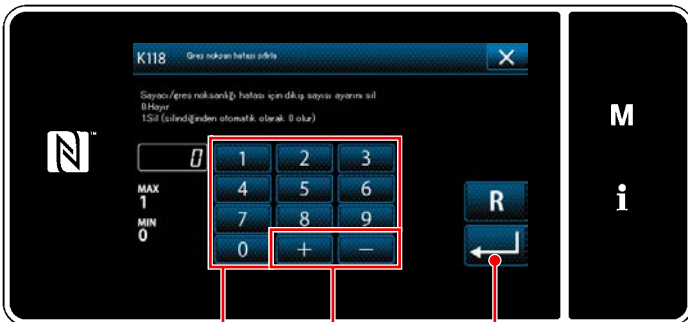 K118 Gres noksan hatası sıfırla
Sayacı/gres noksanlığı hatası için dikiş sayısı ayarını sil
0:Hayır
1:Sil (silindiğinden otomatik olarak 0 olur)
0
MAX
1
MIN
0
1 2 3
4 5 6
7 8 9
0 + −
R
M
i
N